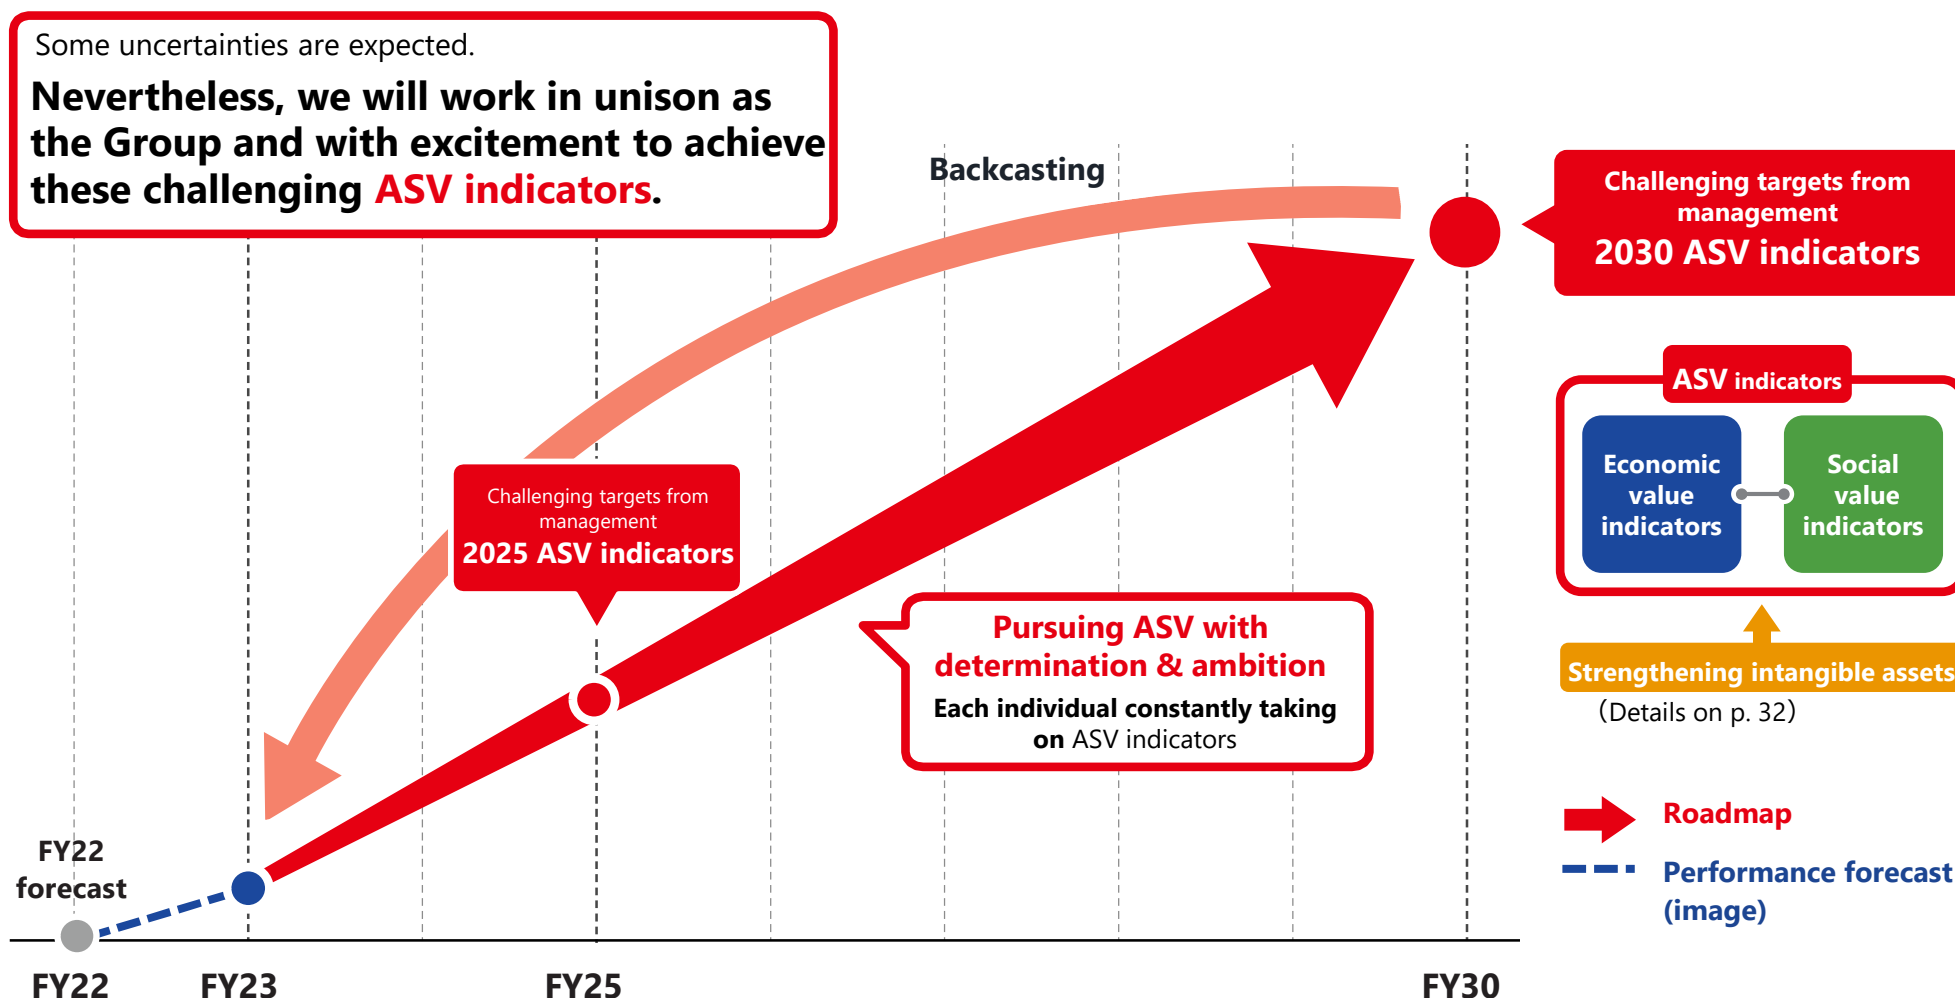 Some uncertainties are expected.
Nevertheless, we will work in unison as
the Group and with excitement to achieve
these challenging ASV indicators.
Backcasting
Challenging targets from
management
2030 ASV indicators
ASV indicators
Economic
value
indicators
Social
value
indicators
Strengthening intangible assets
（Details on p. 32）
Challenging targets from
management
2025 ASV indicators
Pursuing ASV with
determination & ambition
Each individual constantly taking
on ASV indicators
Roadmap
Performance forecast
(image)
FY22
forecast
FY22
FY23
FY25
FY30